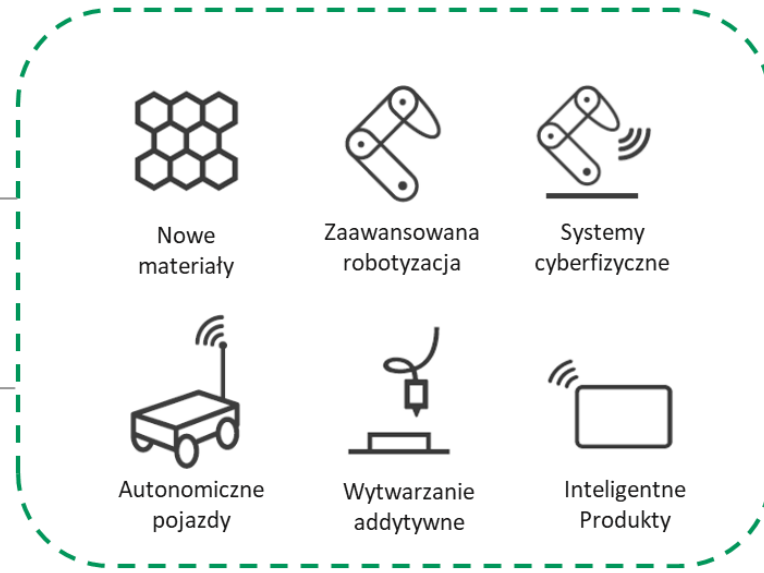 Nowe
materiały
Zaawansowana
robotyzacja
Systemy
cyberfizyczne
Autonomiczne
pojazdy
Wytwarzanie
addytywne
Inteligentne
Produkty